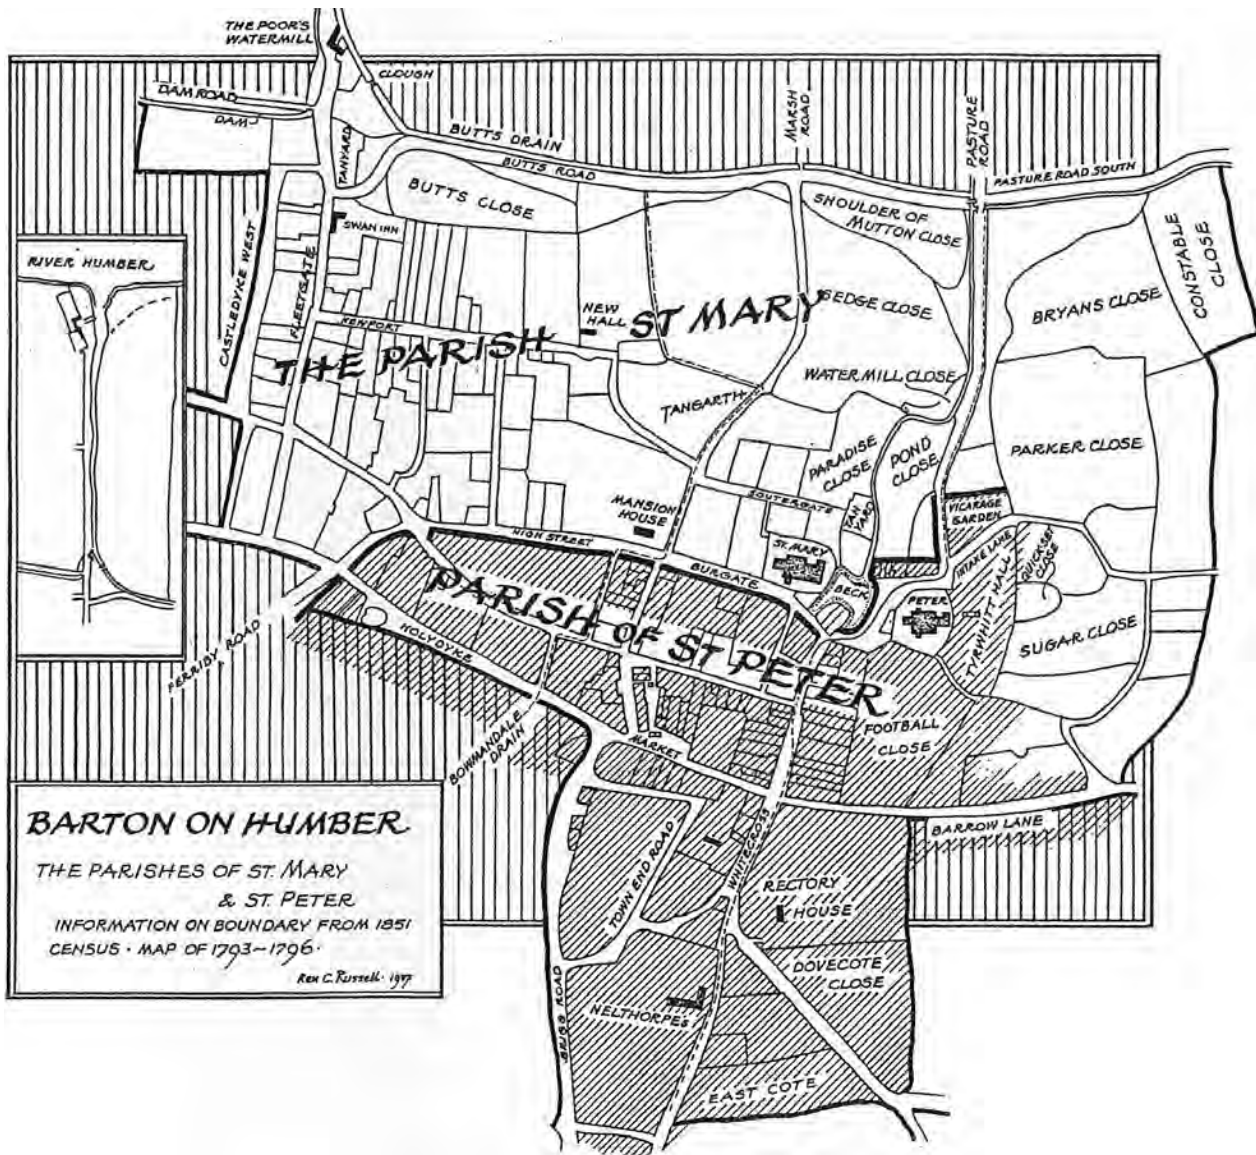 THE POOR'S
WATERMILL
CLOUGH
DAM ROAD
DAM
TANYARD
BUTTS DRAIN
BUTTS ROAD
MARSH
ROAD
PASTURE
ROAD
PASTURE ROAD SOUTH
BUTTS CLOSE
SWAN INN
SHOULDER OF
MUTTON CLOSE
CONSTABLE
CLOSE
RIVER HUMBER
CASTLEDYKE WEST
FLEETGATE
NEWPORT
NEW
HALL
SEDGE CLOSE
BRYANS CLOSE
THE PARISH - ST MARY
WATER MILL CLOSE
TANGARTH
PARADISE
CLOSE
POND
CLOSE
PARKER CLOSE
SOUTERGATE
TAN
YARD
VICARAGE
GARDEN
MANSION
HOUSE
HIGH STREET
ST. MARY
BURGATE
BECK
INTAKE LANE
QUICKSET
CLOSE
PETER
TYRWHITT HALL
SUGAR CLOSE
PARISH OF ST PETER
FERRIBY ROAD
HOLYDYKE
BOWMANDALE
DRAIN
MARKET
FOOTBALL
CLOSE
BARROW LANE
WHITECROSS
TOWN END ROAD
RECTORY
HOUSE
DOVECOTE
CLOSE
NELTHORPES
BRIGG ROAD
EAST COTE
BARTON ON HUMBER
THE PARISHES OF ST. MARY
& ST. PETER
INFORMATION ON BOUNDARY FROM 1851
CENSUS · MAP OF 1793~1796·
Rex C. Russell· 1977